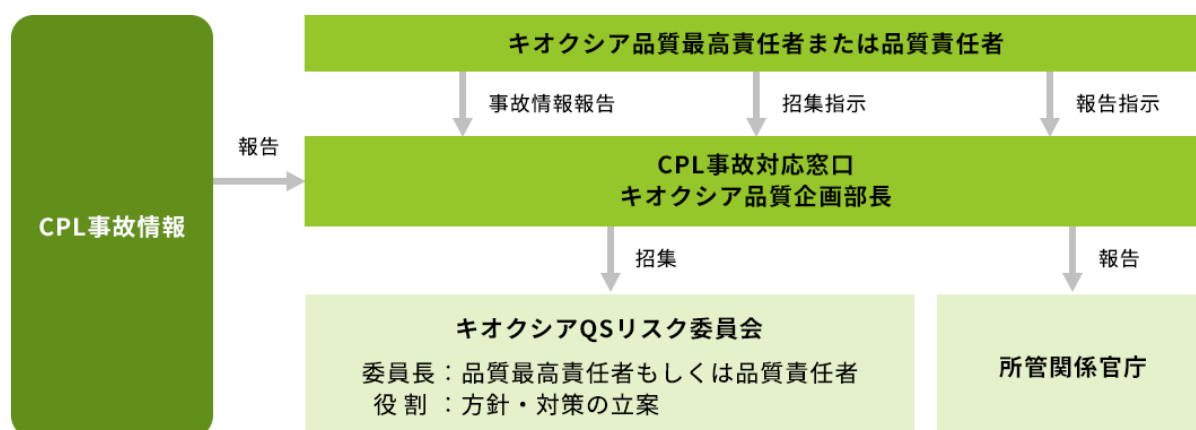 キオクシア品質最高責任者または品質責任者
事故情報報告
招集指示
報告指示
報告
CPL事故対応窓口
キオクシア品質企画部長
CPL事故情報
招集
報告
キオクシアQSリスク委員会
委員長：品質最高責任者もしくは品質責任者
役割：方針・対策の立案
所管関係官庁